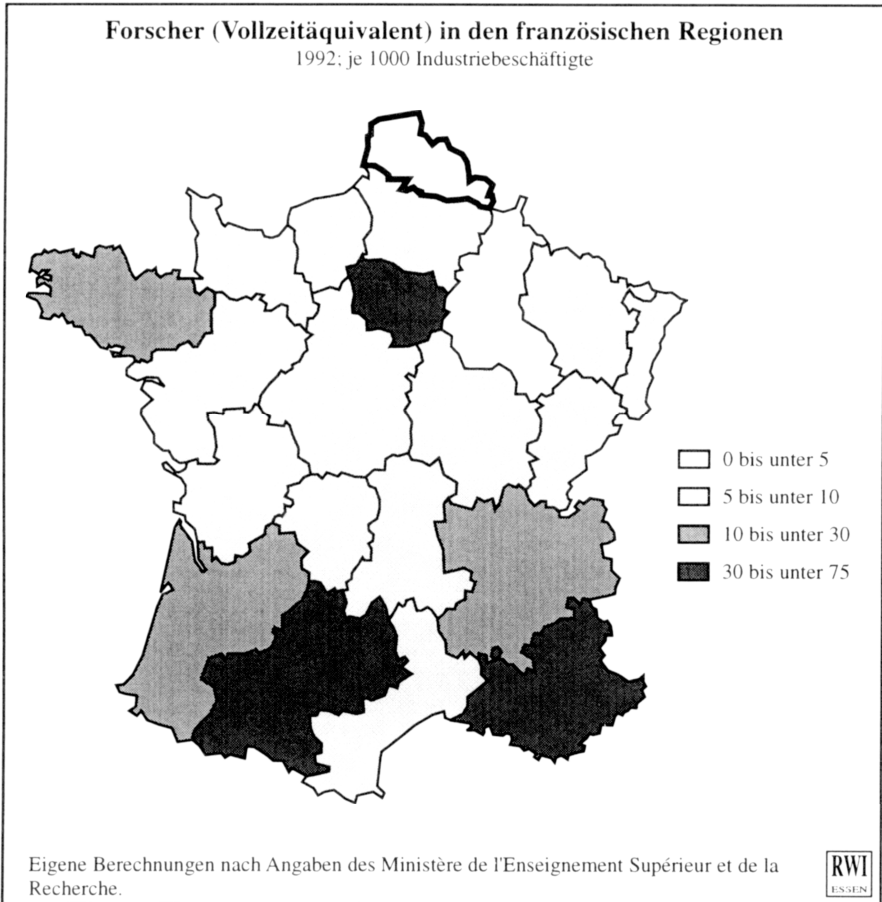 Forscher (Vollzeitäquivalent) in den französischen Regionen
1992; je 1000 Industriebeschäftigte
0 bis unter 5
5 bis unter 10
10 bis unter 30
30 bis unter 75
Eigene Berechnungen nach Angaben des Ministère de l'Enseignement Supérieur et de la
Recherche.
RWI
ESSEN